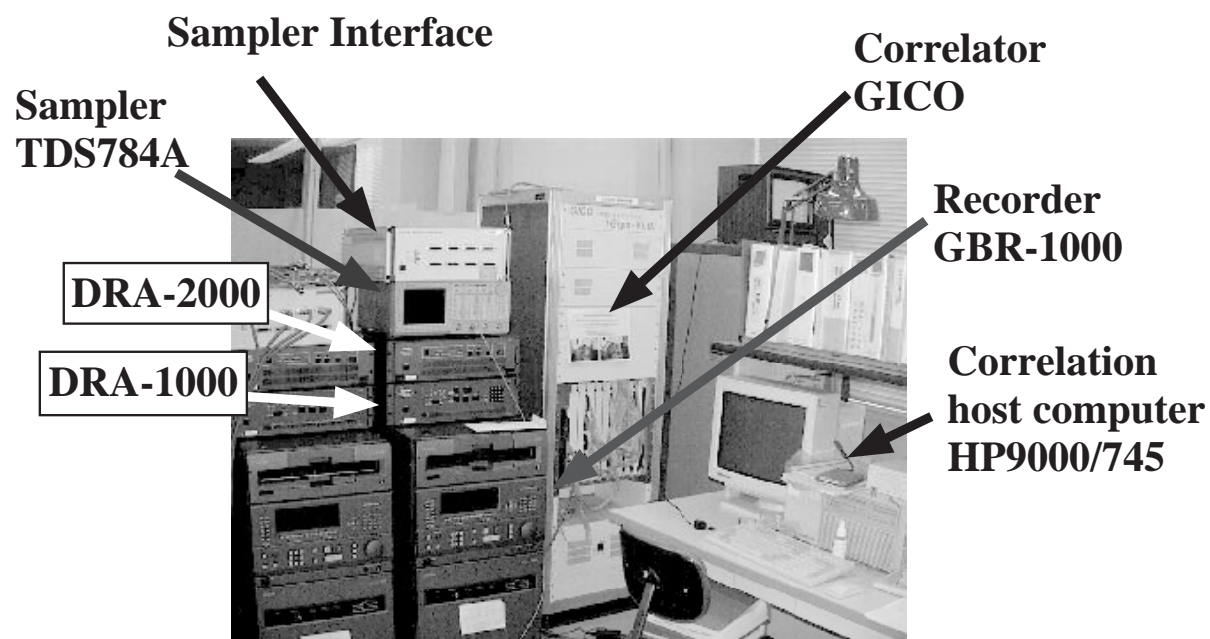 Sampler Interface
Correlator
GICO
Sampler
TDS784A
Recorder
GBR-1000
DRA-2000
DRA-1000
Correlation
host computer
HP9000/745
GICO